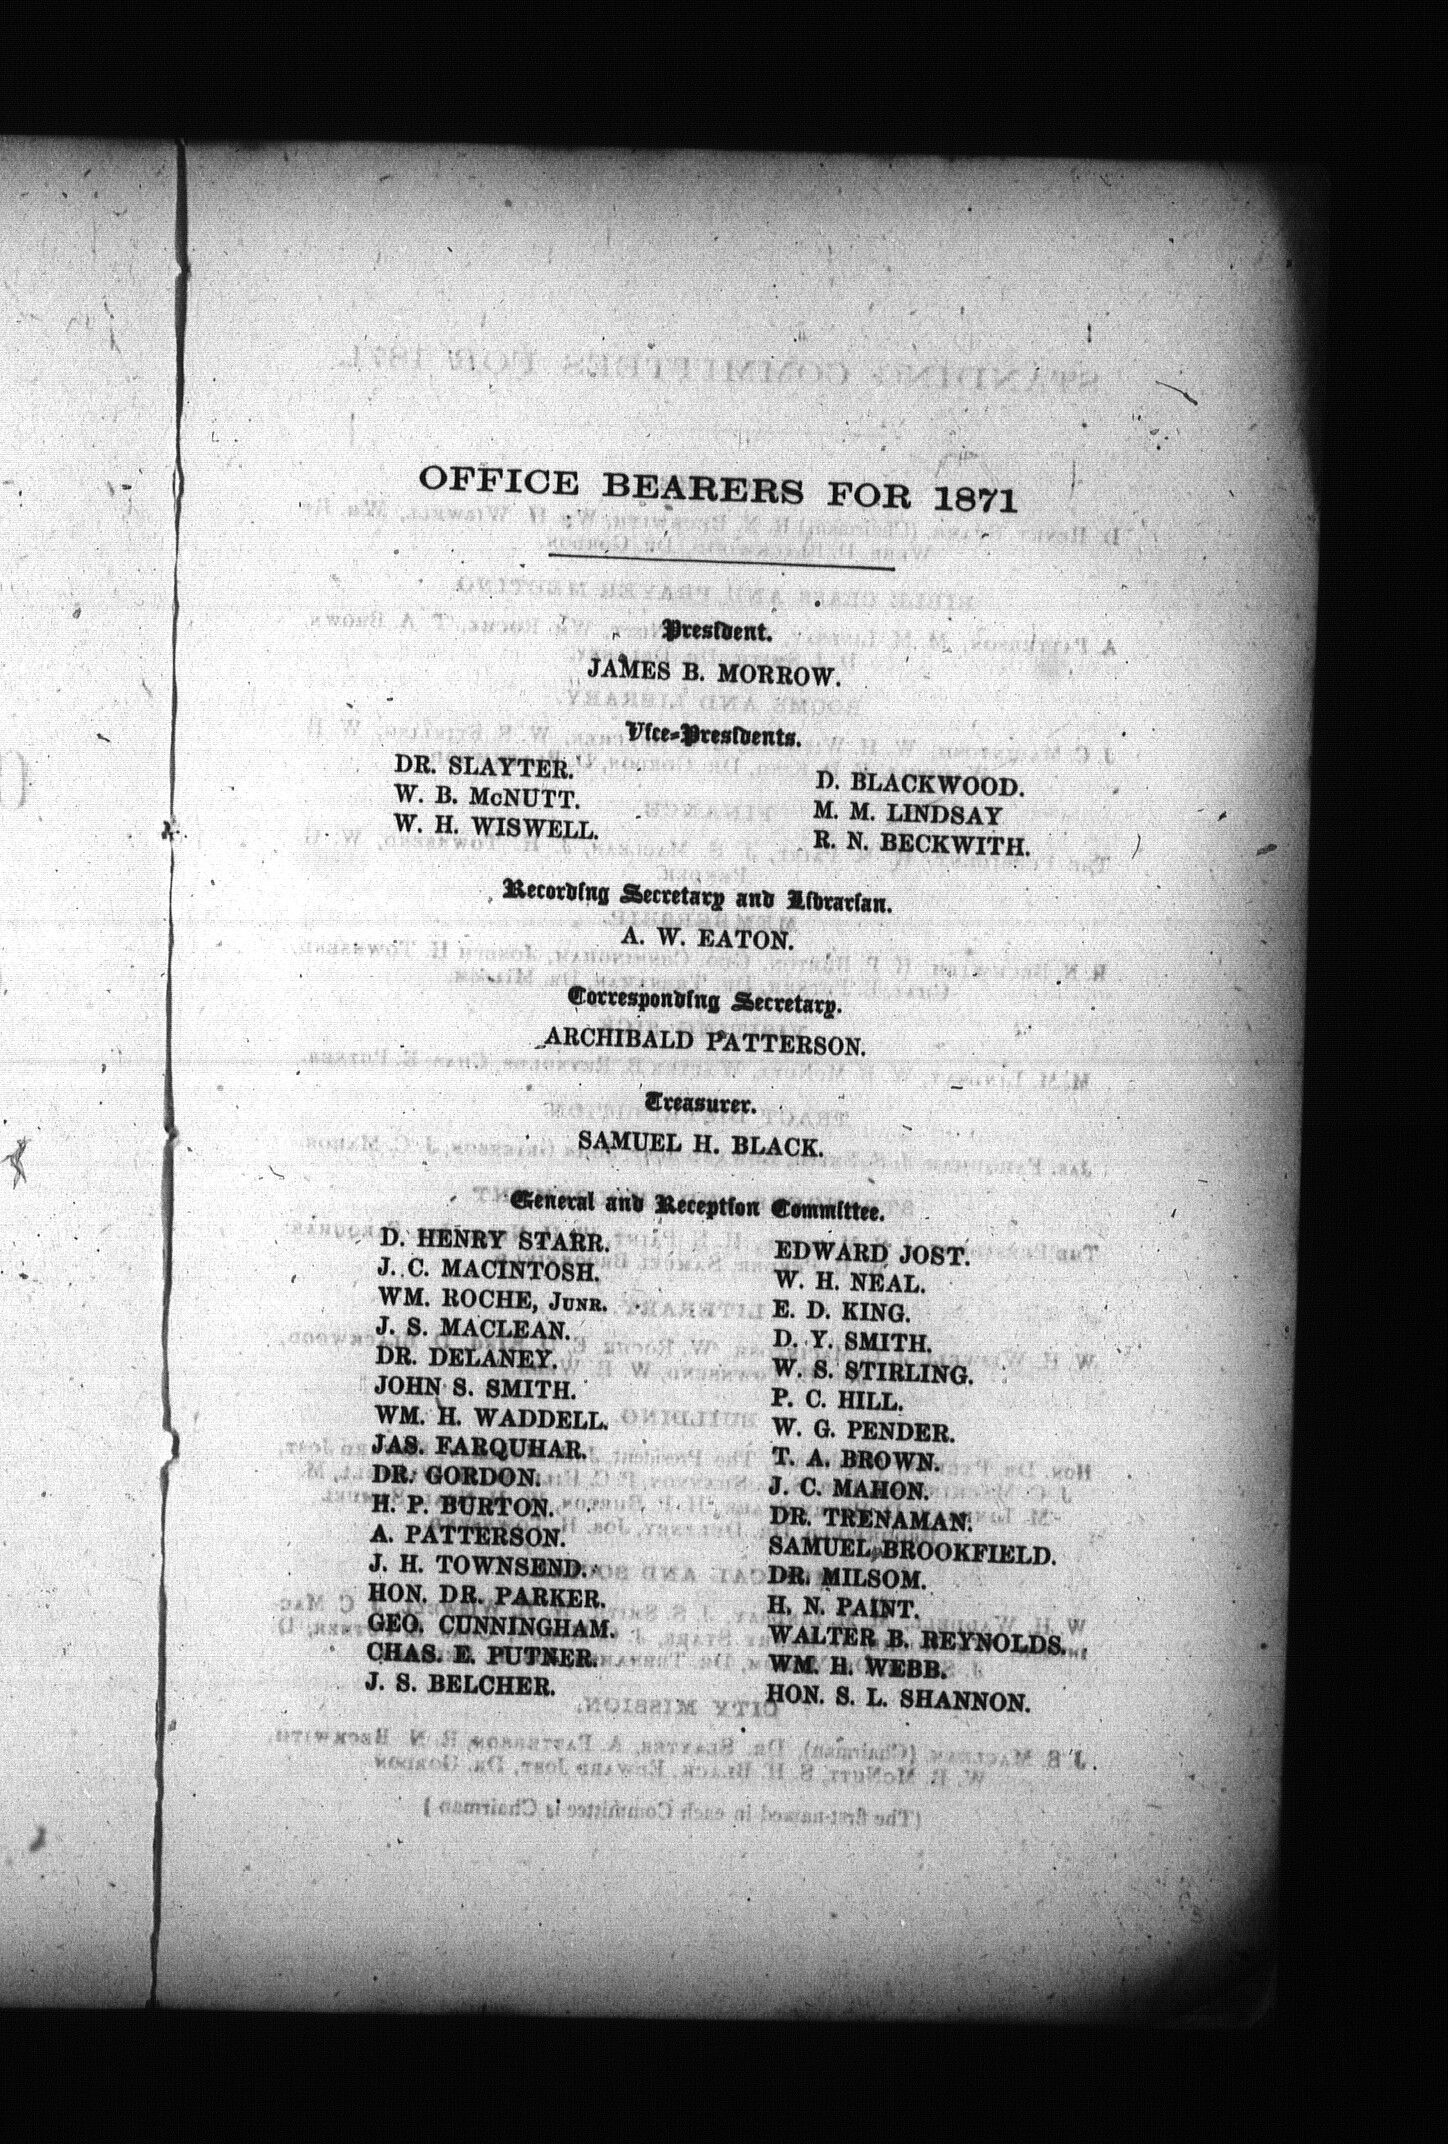 OFFICE BEARERS FOR 1871
President.
JAMES B. MORROW.
Vice-Presidents.
DR. SLAYTER.
W. B. McNUTT.
W. H. WISWELL.
D. BLACKWOOD.
M. M. LINDSAY
R. N. BECKWITH.
Recording Secretary and Librarian.
A. W. EATON.
Corresponding Secretary.
ARCHIBALD PATTERSON.
Treasurer.
SAMUEL H. BLACK.
General and Reception Committee.
D. HENRY STARR.
J. C. MACINTOSH.
WM. ROCHE, JUNR.
J. S. MACLEAN.
DR. DELANEY.
JOHN S. SMITH.
WM. H. WADDELL.
JAS. FARQUHAR.
DR. GORDON.
H. P. BURTON.
A. PATTERSON.
J. H. TOWNSEND.
HON. DR. PARKER.
GEO. CUNNINGHAM.
CHAS. E. PUTNER.
J. S. BELCHER.
EDWARD JOST.
W. H. NEAL.
E. D. KING.
D. Y. SMITH.
W. S. STIRLING.
P. C. HILL.
W. G. PENDER.
T. A. BROWN.
J. C. MAHON.
DR. TRENAMAN.
SAMUEL BROOKFIELD.
DR. MILSOM.
H. N. PAINT.
WALTER B. REYNOLDS.
WM. H. WEBB.
HON. S. L. SHANNON.